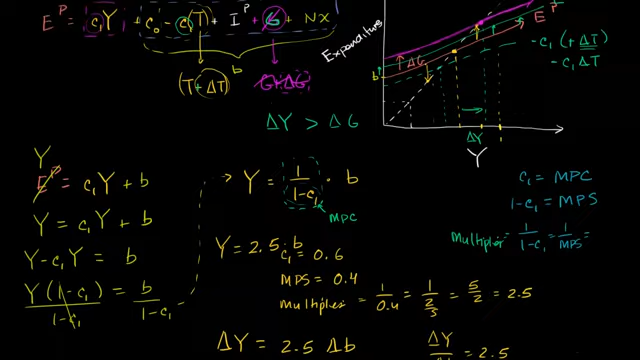 E^P = c₁Y + c₀ - c₁(T) + I^P + G + NX
b
(T + ΔT)
G + ΔG
ΔY > ΔG
Expenditure
b
ΔG
E^P
-c₁(+ΔT)
-c₁ΔT
ΔY
Y
Y
E^P = c₁Y + b
Y = c₁Y + b
Y - c₁Y = b
Y(1-c₁) / 1-c₁ = b / 1-c₁
Y = 1 / 1-c₁ · b
MPC
Y = 2.5 · b
c₁ = 0.6
MPS = 0.4
multiplier = 1/0.4 = 1/(2/5) = 5/2 = 2.5
ΔY = 2.5 Δb
ΔY = 2.5
c₁ = MPC
1-c₁ = MPS
Multiplier = 1 / 1-c₁ = 1 / MPS =